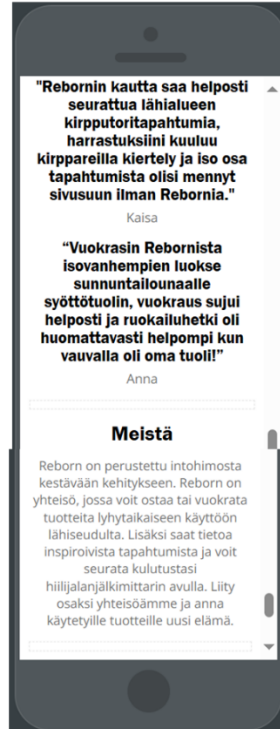 "Rebornin kautta saa helposti
seurattua lähialueen
kirpputoritapahtumia,
harrastuksiini kuuluu
kirppareilla kiertely ja iso osa
tapahtumista olisi mennyt
sivusuun ilman Rebornia."
Kaisa
“Vuokrasin Rebornista
isovanhempien luokse
sunnuntailounaalle
syöttötuolin, vuokraus sujui
helposti ja ruokailuhetki oli
huomattavasti helpompi kun
vauvalla oli oma tuoli!”
Anna
Meistä
Reborn on perustettu intohimosta
kestävään kehitykseen. Reborn on
yhteisö, jossa voit ostaa tai vuokrata
tuotteita lyhytaikaiseen käyttöön
lähiseudulta. Lisäksi saat tietoa
inspiroivista tapahtumista ja voit
seurata kulutustasi
hiilijalanjälkimittarin avulla. Liity
osaksi yhteisöämme ja anna
käytetyille tuotteille uusi elämä.